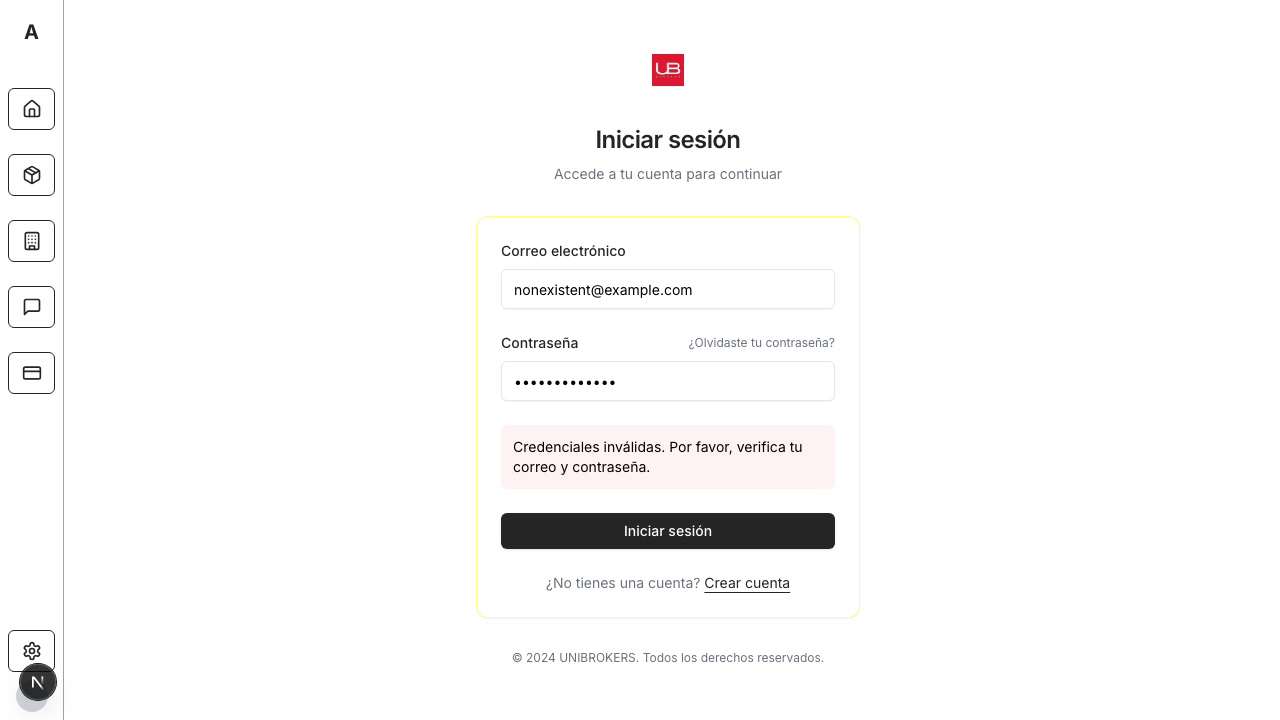 A
UB
Iniciar sesión
Accede a tu cuenta para continuar
Correo electrónico
nonexistent@example.com
Contraseña
¿Olvidaste tu contraseña?
•••••••••••••
Credenciales inválidas. Por favor, verifica tu
correo y contraseña.
Iniciar sesión
¿No tienes una cuenta? Crear cuenta
N
© 2024 UNIBROKERS. Todos los derechos reservados.